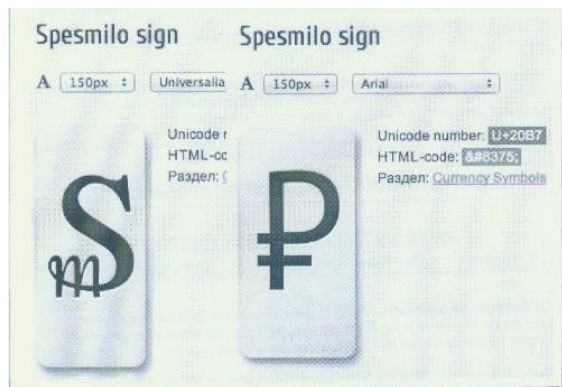 Spesmilo sign
A 150px Universalia
Unicode r
HTML-co
Раздел: C
₷
Spesmilo sign
A 150px Arial
Unicode number: U+20B7
HTML-code: &#8375;
Раздел: Currency Symbols
₽